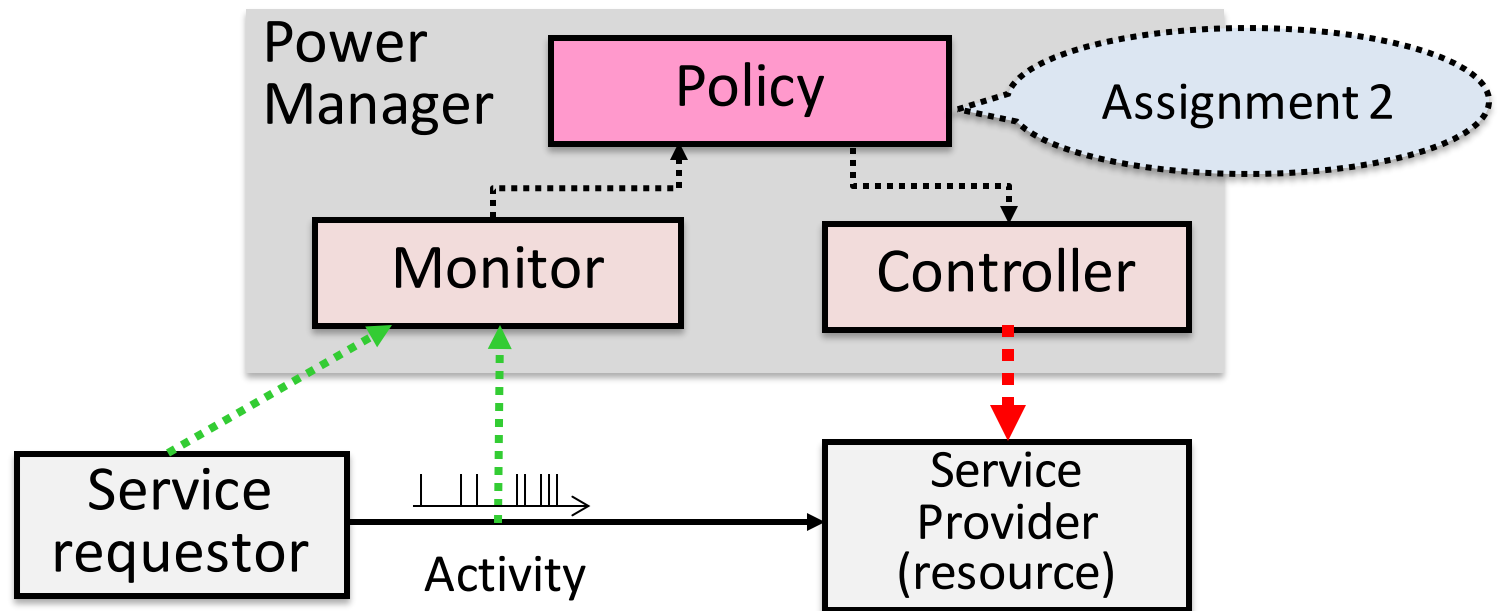 Power
Manager
Policy
Assignment 2
Monitor
Controller
Service
requestor
Activity
Service
Provider
(resource)